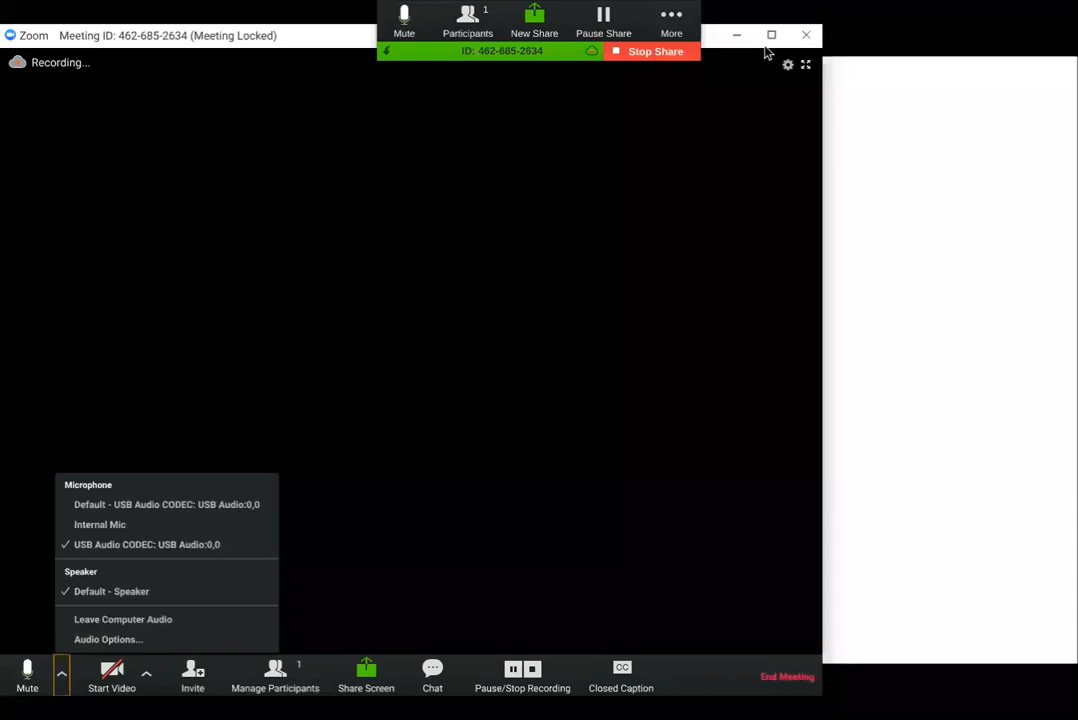 1
Mute Participants New Share Pause Share More
Zoom Meeting ID: 462-685-2634 (Meeting Locked)
ID: 462-685-2634 Stop Share
Recording...
Microphone
Default - USB Audio CODEC: USB Audio:0,0
Internal Mic
USB Audio CODEC: USB Audio:0,0
Speaker
Default - Speaker
Leave Computer Audio
Audio Options...
1
CC
Mute Start Video Invite Manage Participants Share Screen Chat Pause/Stop Recording Closed Caption End Meeting